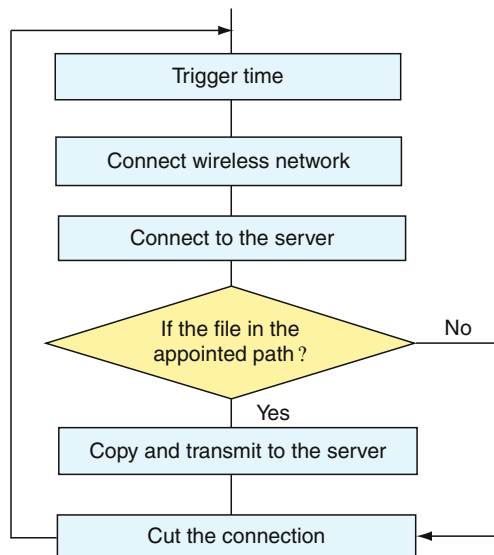 Trigger time
Connect wireless network
Connect to the server
If the file in the
appointed path?
No
Yes
Copy and transmit to the server
Cut the connection